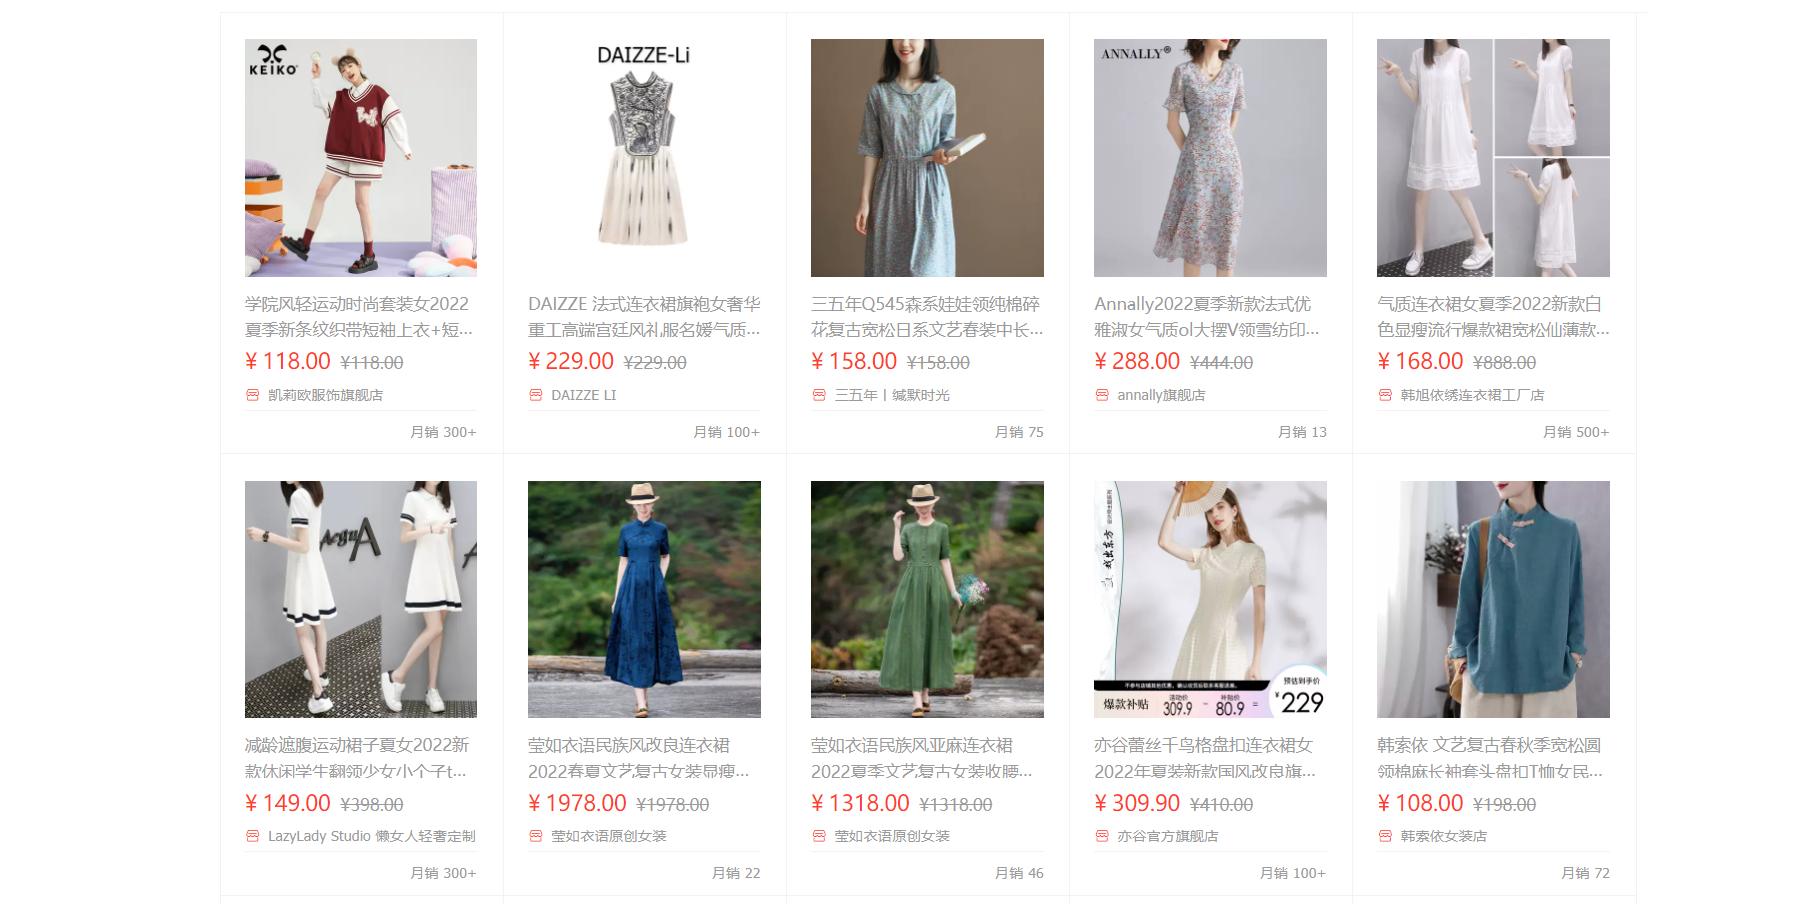 KEIKO
学院风轻运动时尚套装女2022
夏季新条纹织带短袖上衣+短...
¥ 118.00 ¥118.00
凯莉欧服饰旗舰店
月销 300+
DAIZZE-Li
DAIZZE 法式连衣裙旗袍女奢华
重工高端宫廷风礼服名媛气质...
¥ 229.00 ¥229.00
DAIZZE LI
月销 100+
三五年Q545森系娃娃领纯棉碎
花复古宽松日系文艺春装中长...
¥ 158.00 ¥158.00
三五年丨缄默时光
月销 75
ANNALLY®
Annally2022夏季新款法式优
雅淑女气质ol大摆V领雪纺印...
¥ 288.00 ¥444.00
annally旗舰店
月销 13
气质连衣裙女夏季2022新款白
色显瘦流行爆款裙宽松仙薄款...
¥ 168.00 ¥888.00
韩旭依绣连衣裙工厂店
月销 500+
减龄遮腹运动裙子夏女2022新
款休闲学生翻领少女小个子t...
¥ 149.00 ¥398.00
LazyLady Studio 懒女人轻奢定制
月销 300+
莹如衣语民族风改良连衣裙
2022春夏文艺复古女装显瘦...
¥ 1978.00 ¥1978.00
莹如衣语原创女装
月销 22
莹如衣语民族风亚麻连衣裙
2022夏季文艺复古女装收腰...
¥ 1318.00 ¥1318.00
莹如衣语原创女装
月销 46
我出东方
预估到手价
¥229
爆款补贴
活动价
309.9
-
补贴价
80.9
=
亦谷蕾丝千鸟格盘扣连衣裙女
2022年夏装新款国风改良旗...
¥ 309.90 ¥410.00
亦谷官方旗舰店
月销 100+
韩索依 文艺复古春秋季宽松圆
领棉麻长袖套头盘扣T恤女民...
¥ 108.00 ¥198.00
韩索依女装店
月销 72